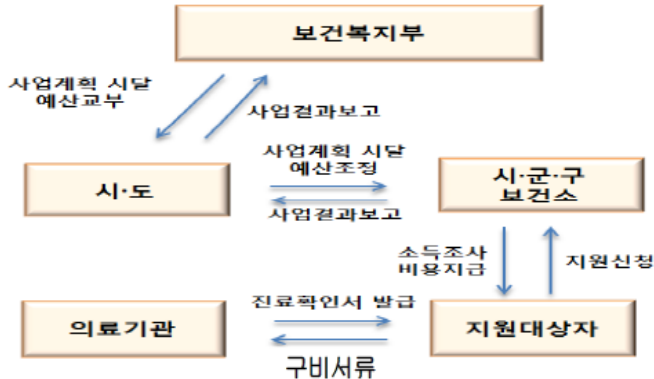 보건복지부
사업계획 시달
예산교부
사업결과보고
사업계획 시달
예산조정
시·도
시·군·구
보건소
사업결과보고
소득조사
비용지급
지원신청
진료확인서 발급
의료기관
지원대상자
구비서류